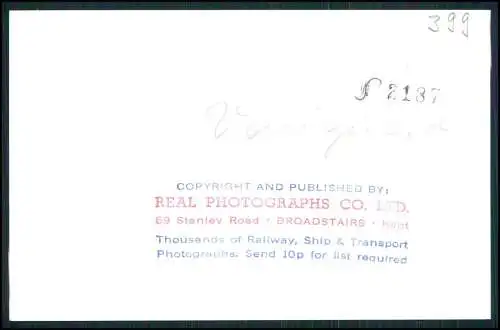 399
N 2187
COPYRIGHT AND PUBLISHED BY:
REAL PHOTOGRAPHS CO. LTD.
69 Stanley Road · BROADSTAIRS · Kent
Thousands of Railway, Ship & Transport
Photographs. Send 10p for list required